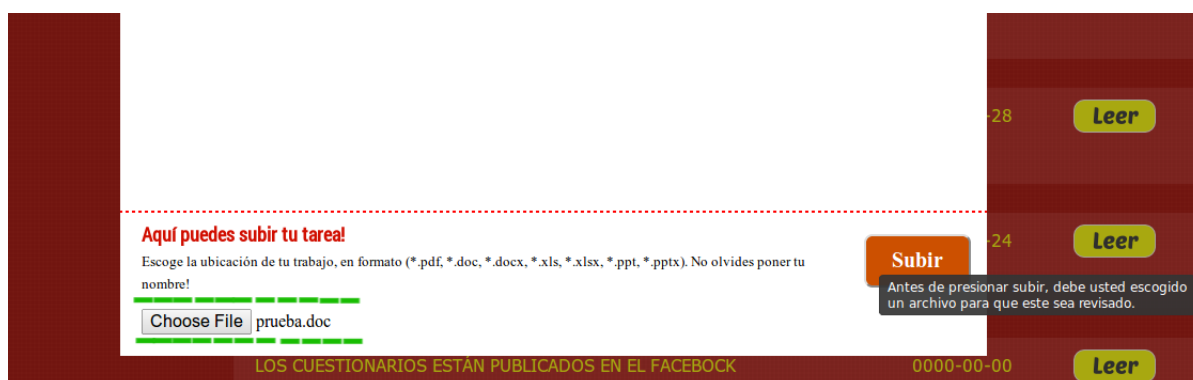 -28
Leer
Aquí puedes subir tu tarea!
-24
Leer
Escoge la ubicación de tu trabajo, en formato (*.pdf, *.doc, *.docx, *.xls, *.xlsx, *.ppt, *.pptx). No olvides poner tu
nombre!
Subir
Antes de presionar subir, debe usted escogido
un archivo para que este sea revisado.
Choose File prueba.doc
LOS CUESTIONARIOS ESTÁN PUBLICADOS EN EL FACEBOCK
0000-00-00
Leer